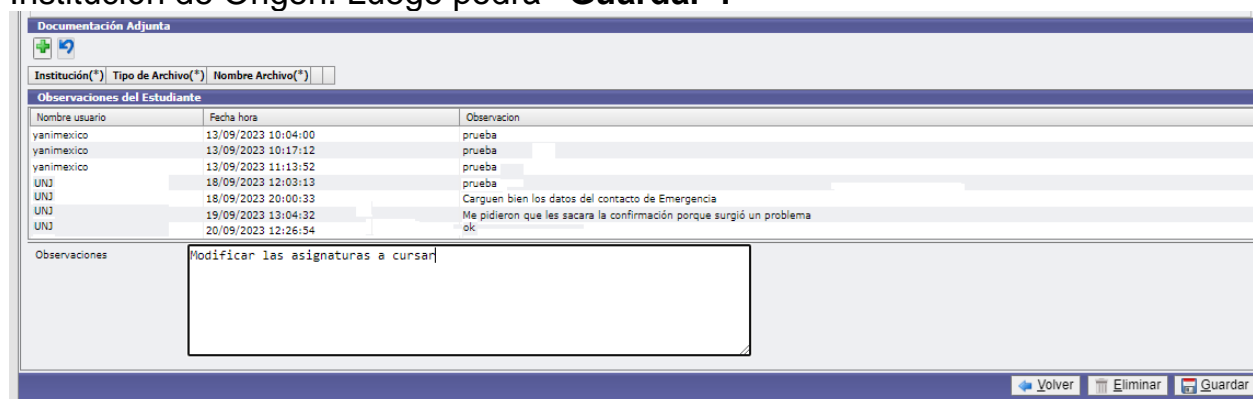 Institución de Origen. Luego podrá "Guardar".
Documentación Adjunta
Institución(*) Tipo de Archivo(*) Nombre Archivo(*)
Observaciones del Estudiante
Nombre usuario Fecha hora Observacion
yanimexico 13/09/2023 10:04:00 prueba
yanimexico 13/09/2023 10:17:12 prueba
yanimexico 13/09/2023 11:13:52 prueba
UNJ 18/09/2023 12:03:13 prueba
UNJ 18/09/2023 20:00:33 Carguen bien los datos del contacto de Emergencia
UNJ 19/09/2023 13:04:32 Me pidieron que les sacara la confirmación porque surgió un problema
UNJ 20/09/2023 12:26:54 ok
Observaciones Modificar las asignaturas a cursar
Volver Eliminar Guardar